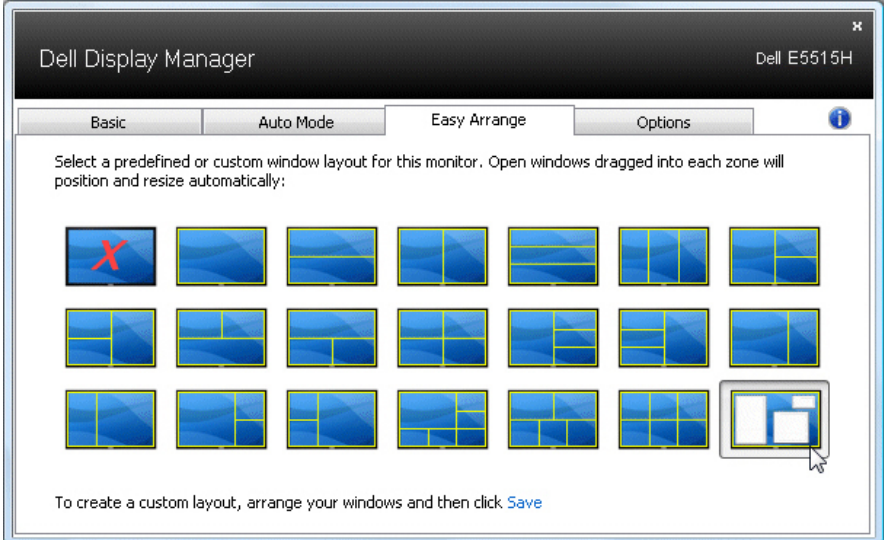 x
Dell Display Manager
Dell E5515H
Basic Auto Mode Easy Arrange Options i
Select a predefined or custom window layout for this monitor. Open windows dragged into each zone will
position and resize automatically:
X
To create a custom layout, arrange your windows and then click Save